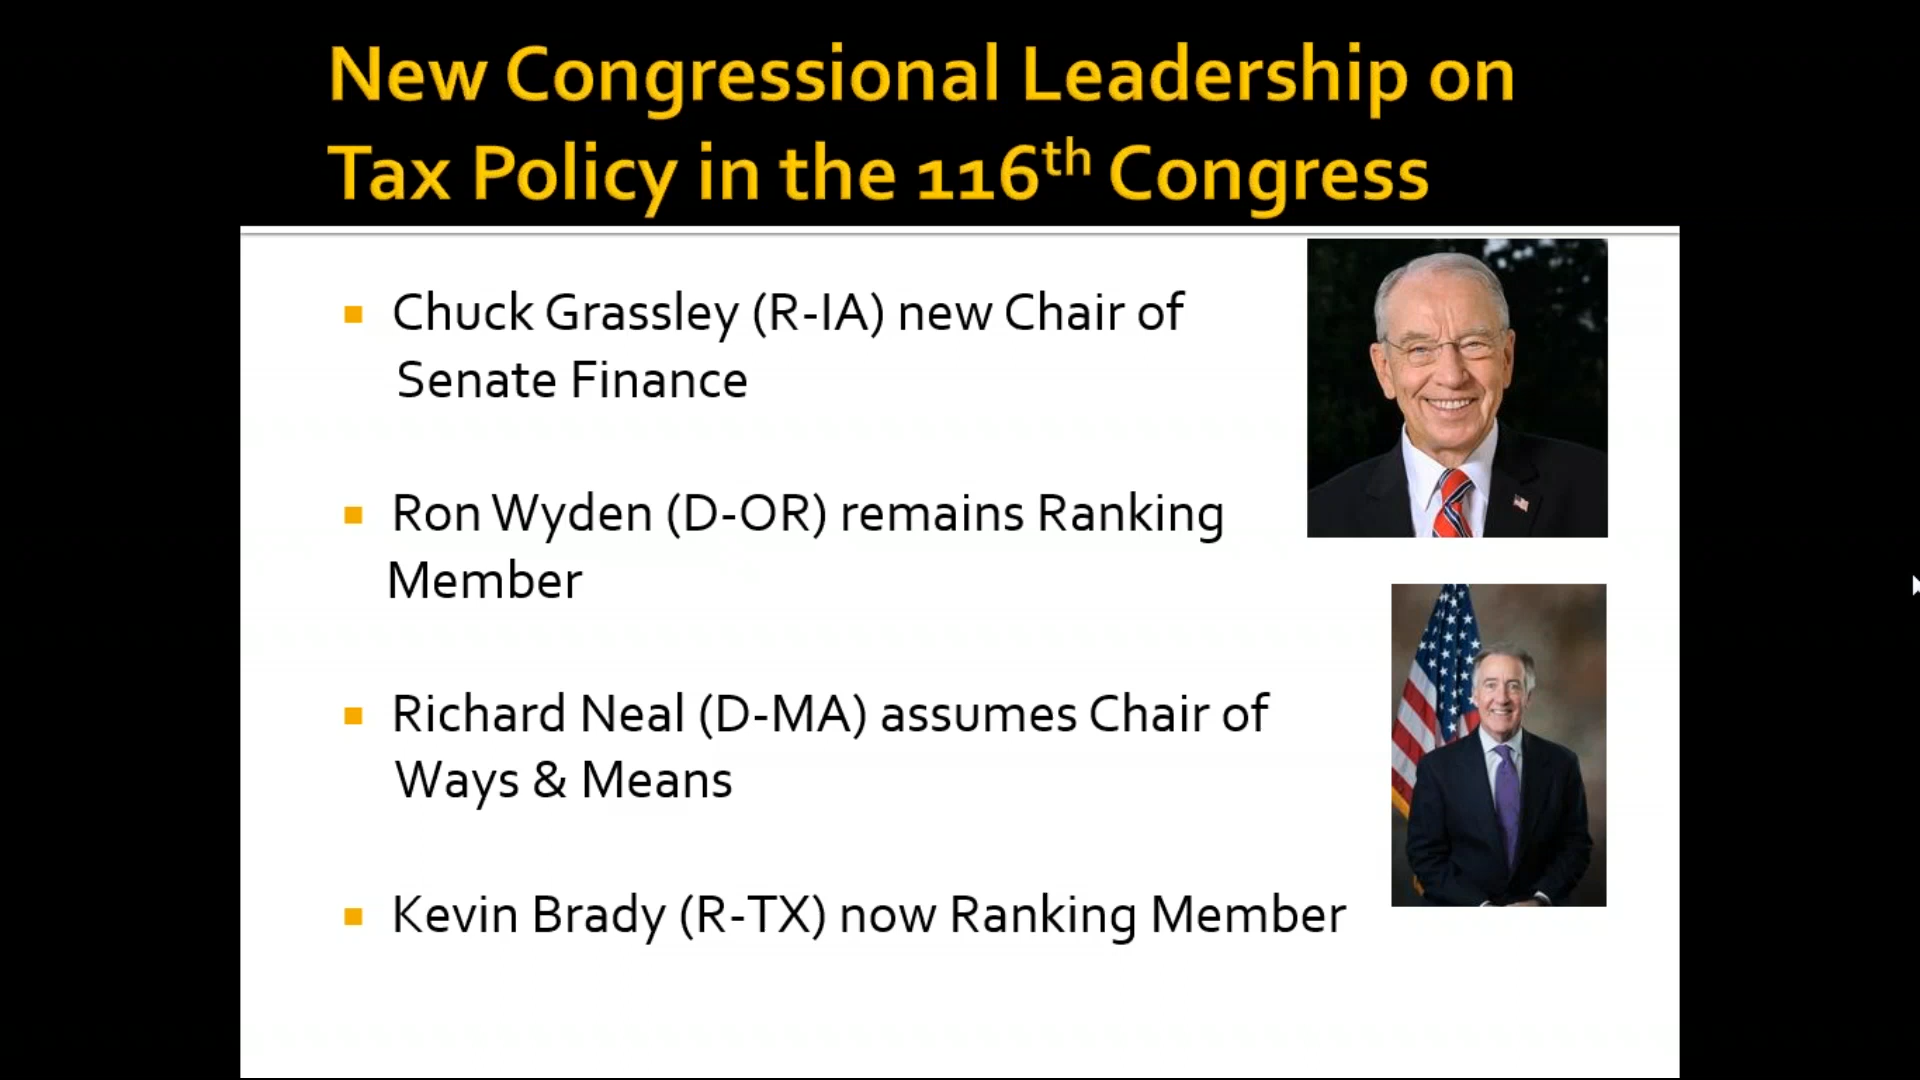 New Congressional Leadership on
Tax Policy in the 116th Congress
Chuck Grassley (R-IA) new Chair of
Senate Finance
Ron Wyden (D-OR) remains Ranking
Member
Richard Neal (D-MA) assumes Chair of
Ways & Means
Kevin Brady (R-TX) now Ranking Member